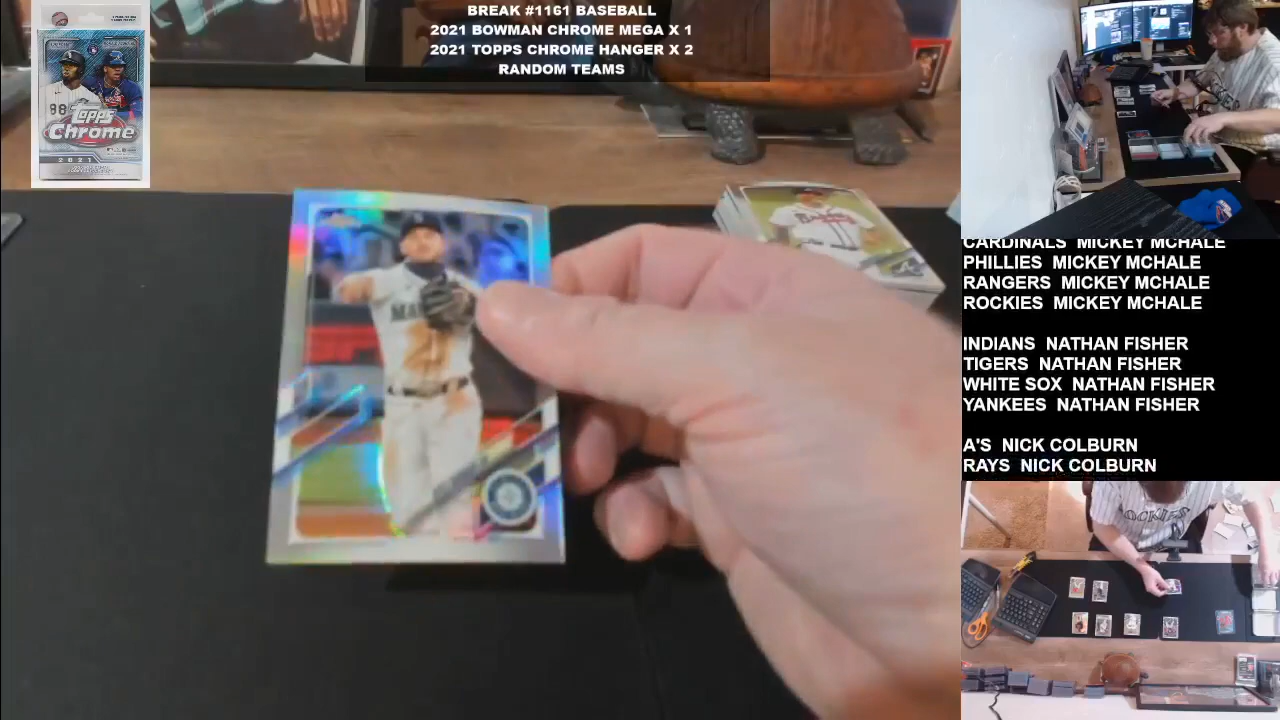 BREAK #1161 BASEBALL
2021 BOWMAN CHROME MEGA X 1
2021 TOPPS CHROME HANGER X 2
RANDOM TEAMS
88
Topps
Chrome
2021
CARDINALS MICKEY MCHALE
PHILLIES MICKEY MCHALE
RANGERS MICKEY MCHALE
ROCKIES MICKEY MCHALE
INDIANS NATHAN FISHER
TIGERS NATHAN FISHER
WHITE SOX NATHAN FISHER
YANKEES NATHAN FISHER
A'S NICK COLBURN
RAYS NICK COLBURN